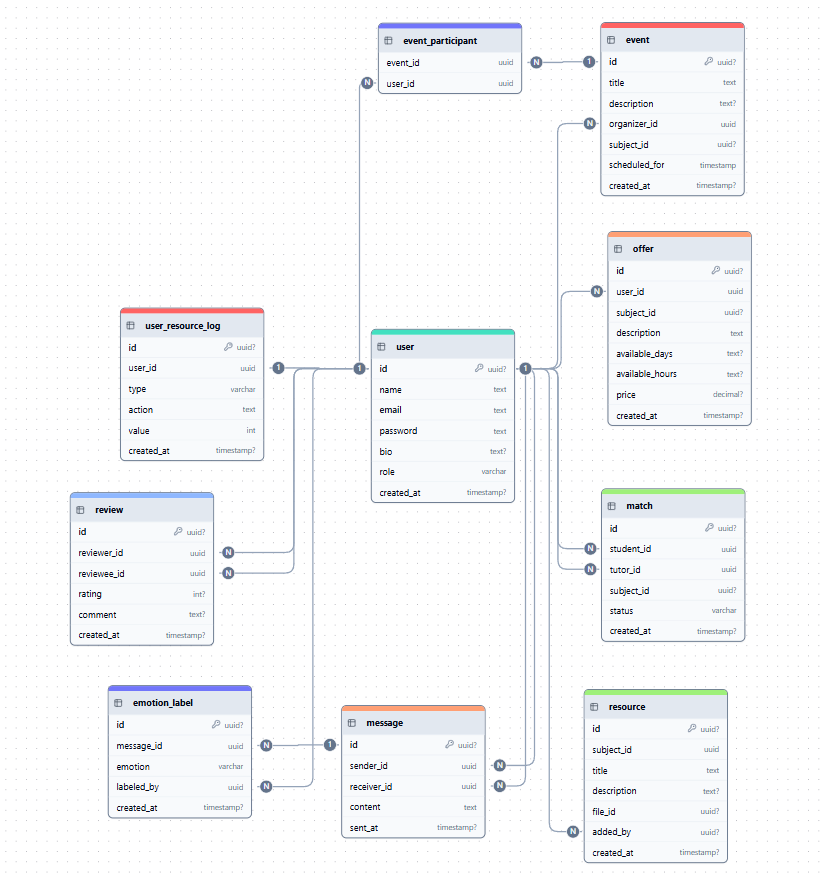 event_participant
event_id uuid
user_id uuid
N
N
event
id uuid?
title text
description text?
organizer_id uuid
subject_id uuid?
scheduled_for timestamp
created_at timestamp?
1
N
offer
id uuid?
user_id uuid
subject_id uuid?
description text
available_days text?
available_hours text?
price decimal?
created_at timestamp?
N
user_resource_log
id uuid?
user_id uuid
type varchar
action text
value int
created_at timestamp?
1
user
id uuid?
name text
email text
password text
bio text?
role varchar
created_at timestamp?
1
1
review
id uuid?
reviewer_id uuid
reviewee_id uuid
rating int?
comment text?
created_at timestamp?
N
N
match
id uuid?
student_id uuid
tutor_id uuid
subject_id uuid?
status varchar
created_at timestamp?
N
N
emotion_label
id uuid?
message_id uuid
emotion varchar
labeled_by uuid
created_at timestamp?
N
N
message
id uuid?
sender_id uuid
receiver_id uuid
content text
sent_at timestamp?
1
N
N
resource
id uuid?
subject_id uuid
title text
description text?
file_id uuid?
added_by uuid?
created_at timestamp?
N